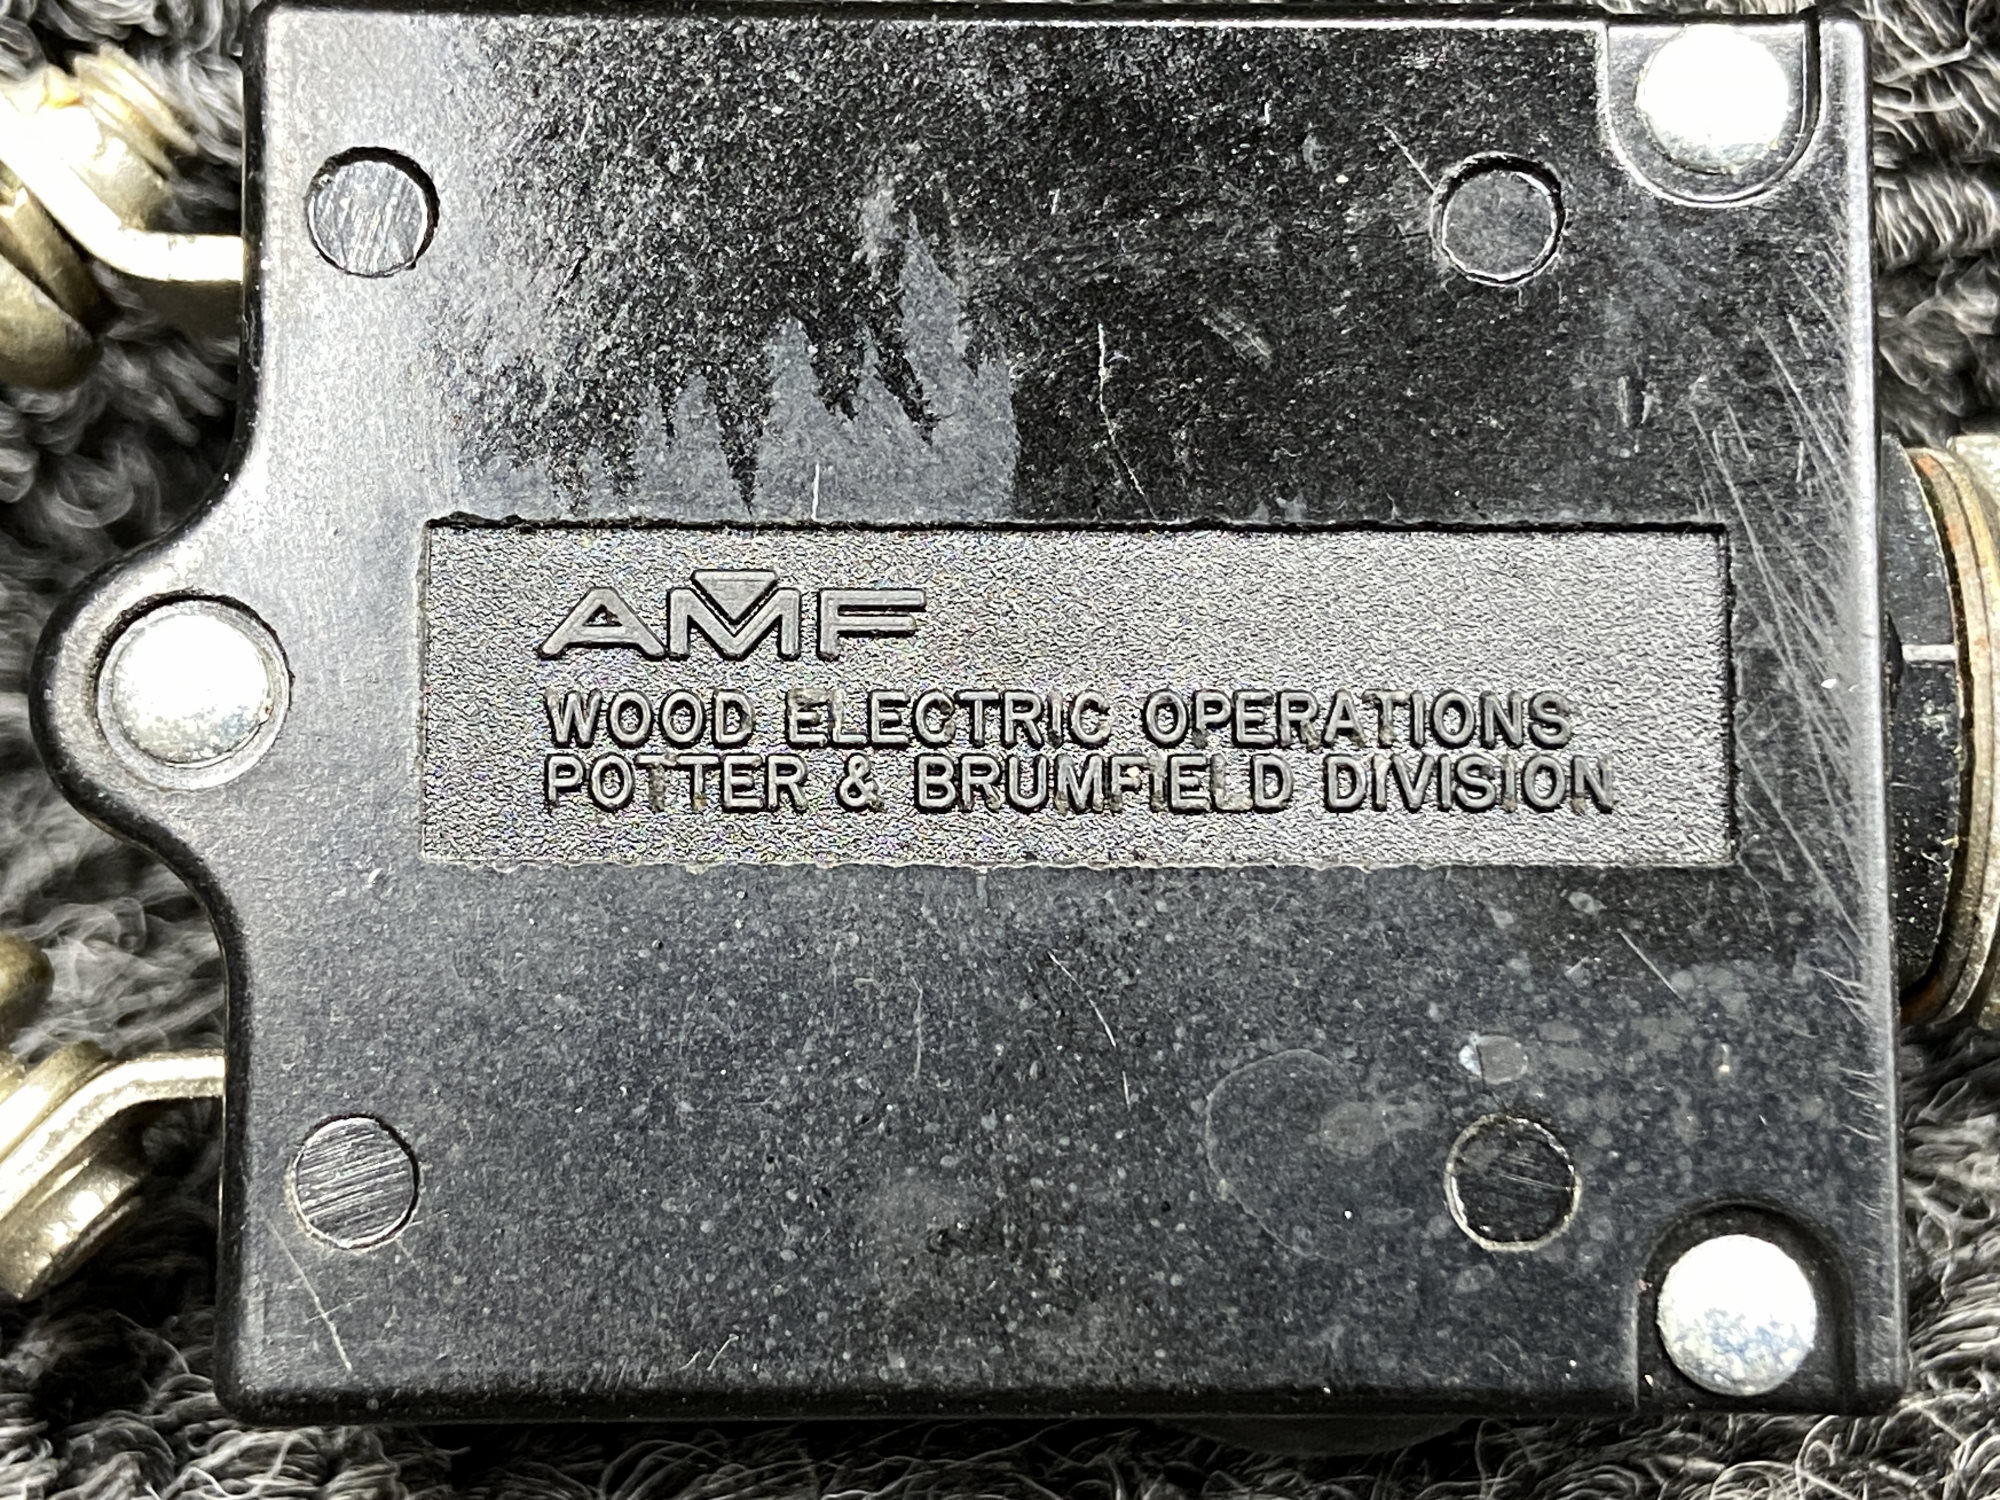 AMF
WOOD ELECTRIC OPERATIONS
POTTER & BRUMFIELD DIVISION